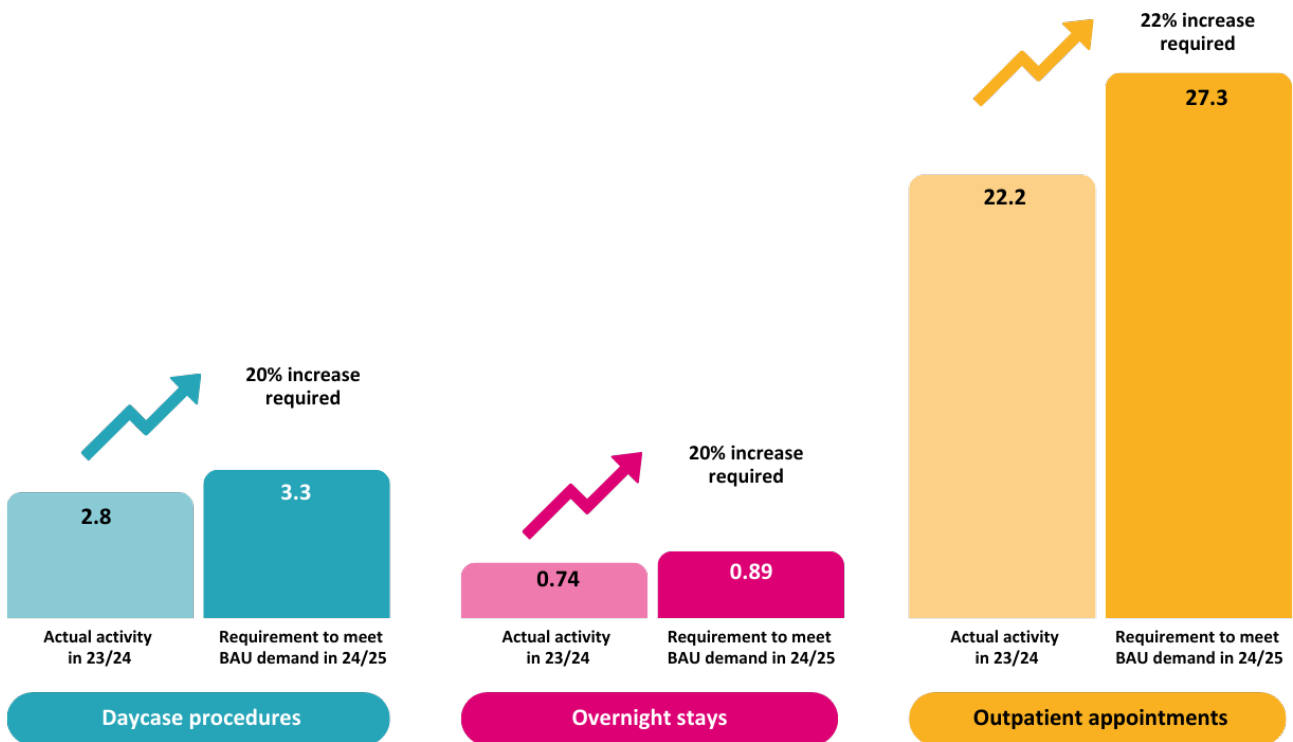 20% increase
required
2.8
3.3
Actual activity
in 23/24
Requirement to meet
BAU demand in 24/25
Daycase procedures
20% increase
required
0.74
0.89
Actual activity
in 23/24
Requirement to meet
BAU demand in 24/25
Overnight stays
22% increase
required
22.2
27.3
Actual activity
in 23/24
Requirement to meet
BAU demand in 24/25
Outpatient appointments